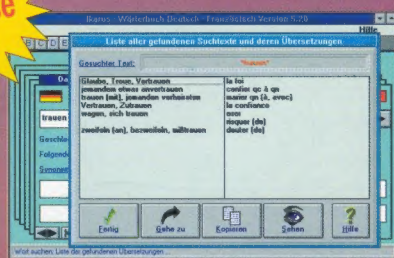 Ikarus - Wörterbuch Deutsch - Französisch Version 5.20
Hilfe
B C D E
Liste aller gefundenen Suchtexte und deren Übersetzungen
Gesuchter Text:
Glaube, Treue, Vertrauen
la foi
jemandem etwas anvertrauen
confier qc à qn
trauen (mit), jemanden verheiraten
marier qn (à, avec)
Vertrauen, Zutrauen
la confiance
wagen, sich trauen
oser
risquer (de)
zweifeln (an), bezweifeln, mißtrauen
douter (de)
trauen
Folgende
Fertig
Gehe zu
Kopieren
Sehen
Hilfe
Wort suchen: Liste der gefundenen Übersetzungen